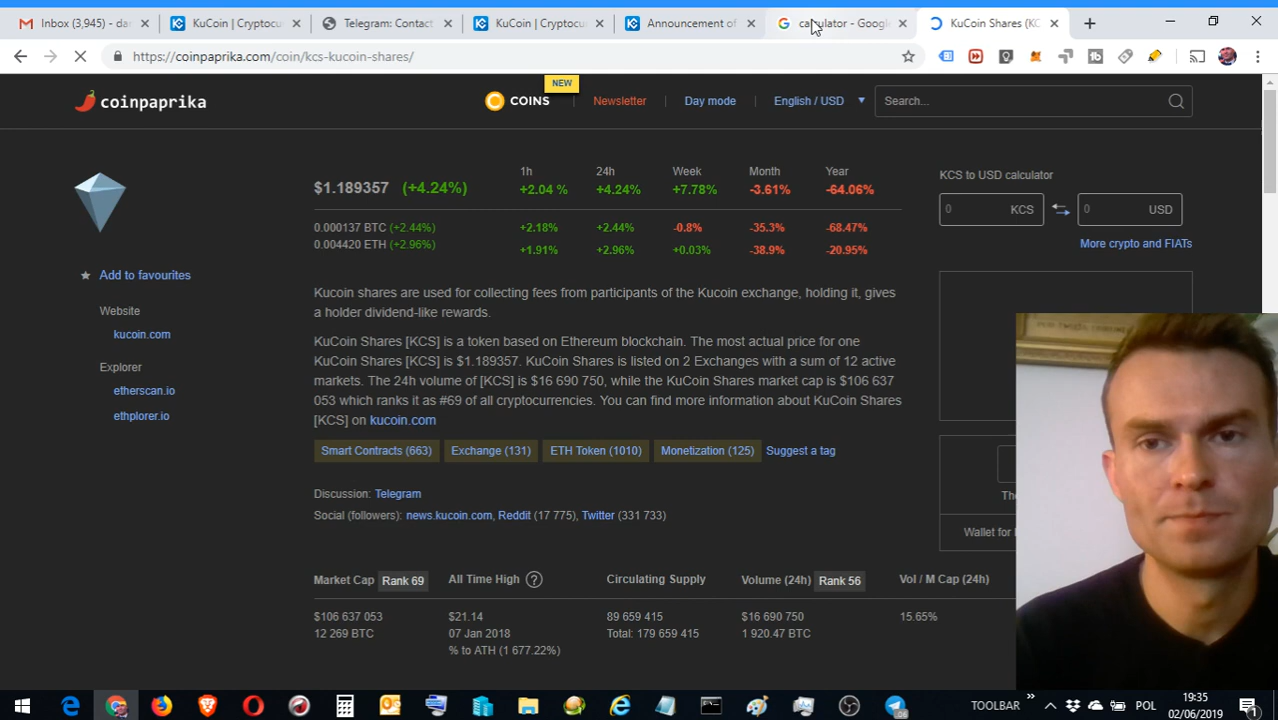 Inbox (3,945) - dar
KuCoin | Cryptocu
Telegram: Contact
KuCoin | Cryptocu
Announcement of
calculator - Google
KuCoin Shares (KC
https://coinpaprika.com/coin/kcs-kucoin-shares/
coinpaprika
NEW
COINS
Newsletter
Day mode
English / USD
Search...
$1.189357 (+4.24%)
1h 24h Week Month Year
+2.04 % +4.24% +7.78% -3.61% -64.06%
0.000137 BTC (+2.44%) +2.18% +2.44% -0.8% -35.3% -68.47%
0.004420 ETH (+2.96%) +1.91% +2.96% +0.03% -38.9% -20.95%
KCS to USD calculator
0 KCS 0 USD
More crypto and FIATs
Add to favourites
Website
kucoin.com
Explorer
etherscan.io
ethplorer.io
Kucoin shares are used for collecting fees from participants of the Kucoin exchange, holding it, gives
a holder dividend-like rewards.
KuCoin Shares [KCS] is a token based on Ethereum blockchain. The most actual price for one
KuCoin Shares [KCS] is $1.189357. KuCoin Shares is listed on 2 Exchanges with a sum of 12 active
markets. The 24h volume of [KCS] is $16 690 750, while the KuCoin Shares market cap is $106 637
053 which ranks it as #69 of all cryptocurrencies. You can find more information about KuCoin Shares
[KCS] on kucoin.com
Smart Contracts (663) Exchange (131) ETH Token (1010) Monetization (125) Suggest a tag
Discussion: Telegram
Social (followers): news.kucoin.com, Reddit (17 775), Twitter (331 733)
Th
Wallet for
Market Cap Rank 69 All Time High ? Circulating Supply Volume (24h) Rank 56 Vol / M Cap (24h)
$106 637 053 $21.14 89 659 415 $16 690 750 15.65%
12 269 BTC 07 Jan 2018 Total: 179 659 415 1 920.47 BTC
% to ATH (1 677.22%)
TOOLBAR
POL
19:35
02/06/2019